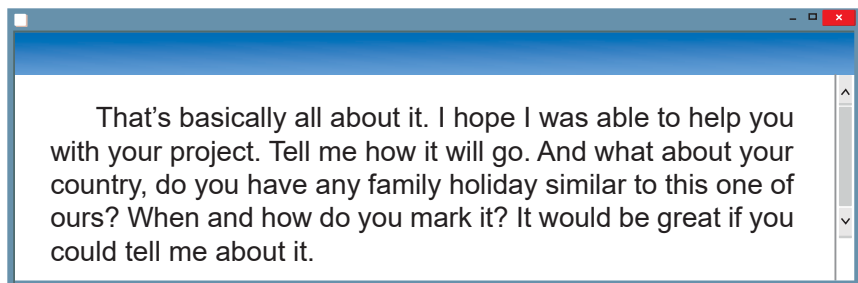 That’s basically all about it. I hope I was able to help you
with your project. Tell me how it will go. And what about your
country, do you have any family holiday similar to this one of
ours? When and how do you mark it? It would be great if you
could tell me about it.